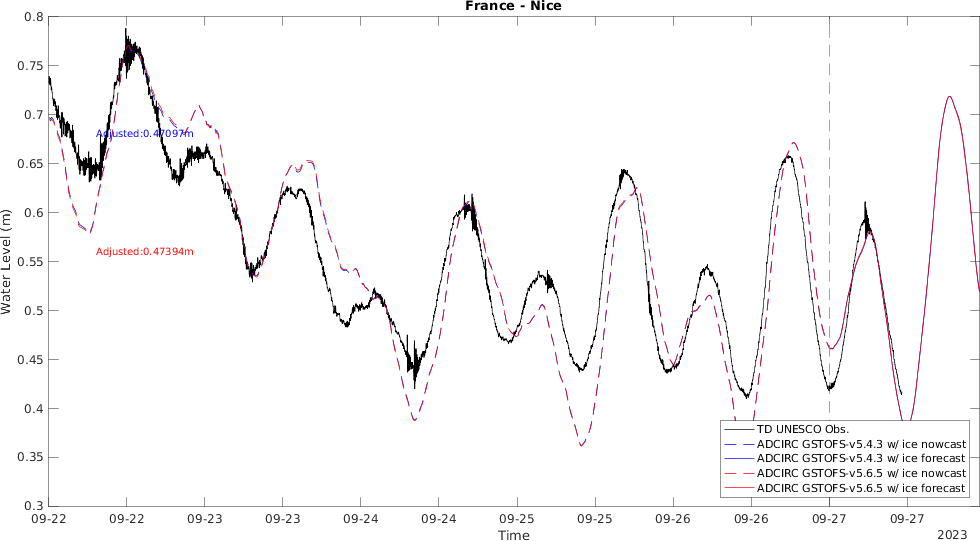 France - Nice
0.8
0.75
0.7
0.65
0.6
0.55
0.5
0.45
0.4
0.35
0.3
Water Level (m)
Adjusted:0.47097m
Adjusted:0.47394m
TD UNESCO Obs.
ADCIRC GSTOFS-v5.4.3 w/ ice nowcast
ADCIRC GSTOFS-v5.4.3 w/ ice forecast
ADCIRC GSTOFS-v5.6.5 w/ ice nowcast
ADCIRC GSTOFS-v5.6.5 w/ ice forecast
09-22 09-22 09-23 09-23 09-24 09-24 09-25 09-25 09-26 09-26 09-27 09-27
Time
2023